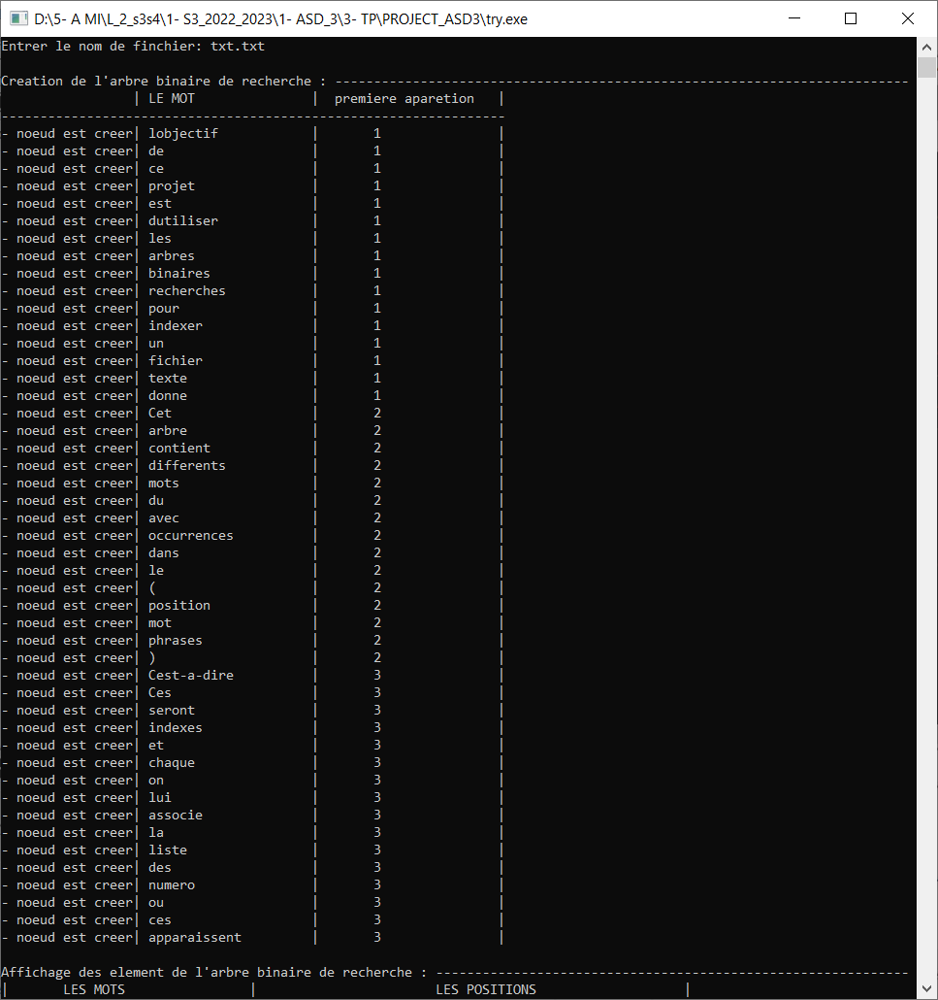 D:\5- A MI\L_2_s3s4\1- S3_2022_2023\1- ASD_3\3- TP\PROJECT_ASD3\try.exe
Entrer le nom de finchier: txt.txt
Creation de l'arbre binaire de recherche : --------------------------------------------------------------------------
| LE MOT | premiere aparetion |
-----------------------------------------------------------------
- noeud est creer| lobjectif | 1 |
- noeud est creer| de | 1 |
- noeud est creer| ce | 1 |
- noeud est creer| projet | 1 |
- noeud est creer| est | 1 |
- noeud est creer| dutiliser | 1 |
- noeud est creer| les | 1 |
- noeud est creer| arbres | 1 |
- noeud est creer| binaires | 1 |
- noeud est creer| recherches | 1 |
- noeud est creer| pour | 1 |
- noeud est creer| indexer | 1 |
- noeud est creer| un | 1 |
- noeud est creer| fichier | 1 |
- noeud est creer| texte | 1 |
- noeud est creer| donne | 1 |
- noeud est creer| Cet | 2 |
- noeud est creer| arbre | 2 |
- noeud est creer| contient | 2 |
- noeud est creer| differents | 2 |
- noeud est creer| mots | 2 |
- noeud est creer| du | 2 |
- noeud est creer| avec | 2 |
- noeud est creer| occurrences | 2 |
- noeud est creer| dans | 2 |
- noeud est creer| le | 2 |
- noeud est creer| ( | 2 |
- noeud est creer| position | 2 |
- noeud est creer| mot | 2 |
- noeud est creer| phrases | 2 |
- noeud est creer| ) | 2 |
- noeud est creer| Cest-a-dire | 3 |
- noeud est creer| Ces | 3 |
- noeud est creer| seront | 3 |
- noeud est creer| indexes | 3 |
- noeud est creer| et | 3 |
- noeud est creer| chaque | 3 |
- noeud est creer| on | 3 |
- noeud est creer| lui | 3 |
- noeud est creer| associe | 3 |
- noeud est creer| la | 3 |
- noeud est creer| liste | 3 |
- noeud est creer| des | 3 |
- noeud est creer| numero | 3 |
- noeud est creer| ou | 3 |
- noeud est creer| ces | 3 |
- noeud est creer| apparaissent | 3 |
Affichage des element de l'arbre binaire de recherche : -------------------------------------------------------------
| LES MOTS | LES POSITIONS |